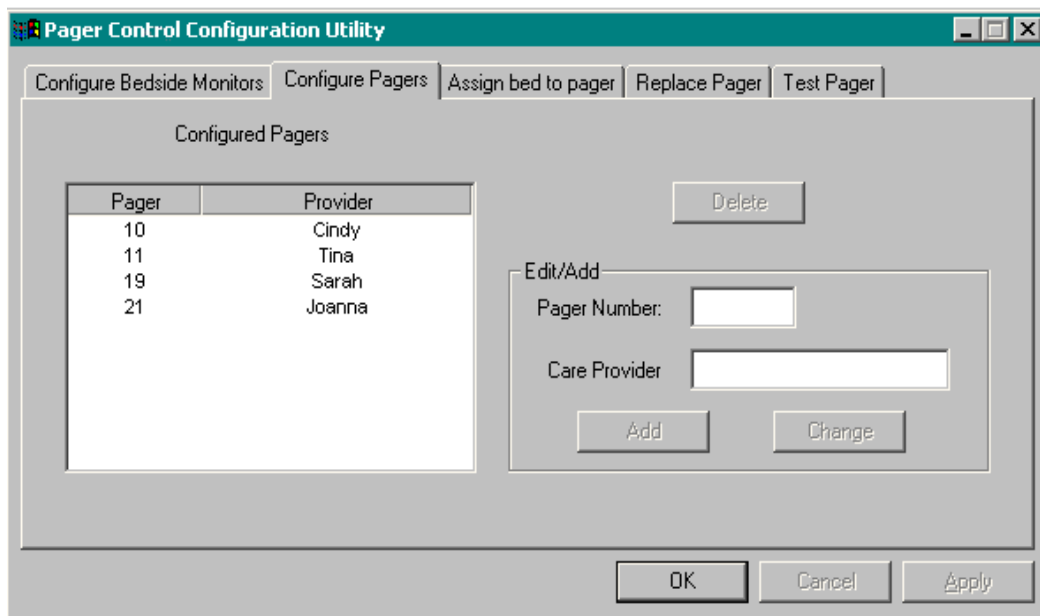 Pager Control Configuration Utility
Configure Bedside Monitors Configure Pagers Assign bed to pager Replace Pager Test Pager
Configured Pagers
Pager Provider
10 Cindy
11 Tina
19 Sarah
21 Joanna
Delete
Edit/Add
Pager Number:
Care Provider
Add Change
OK Cancel Apply